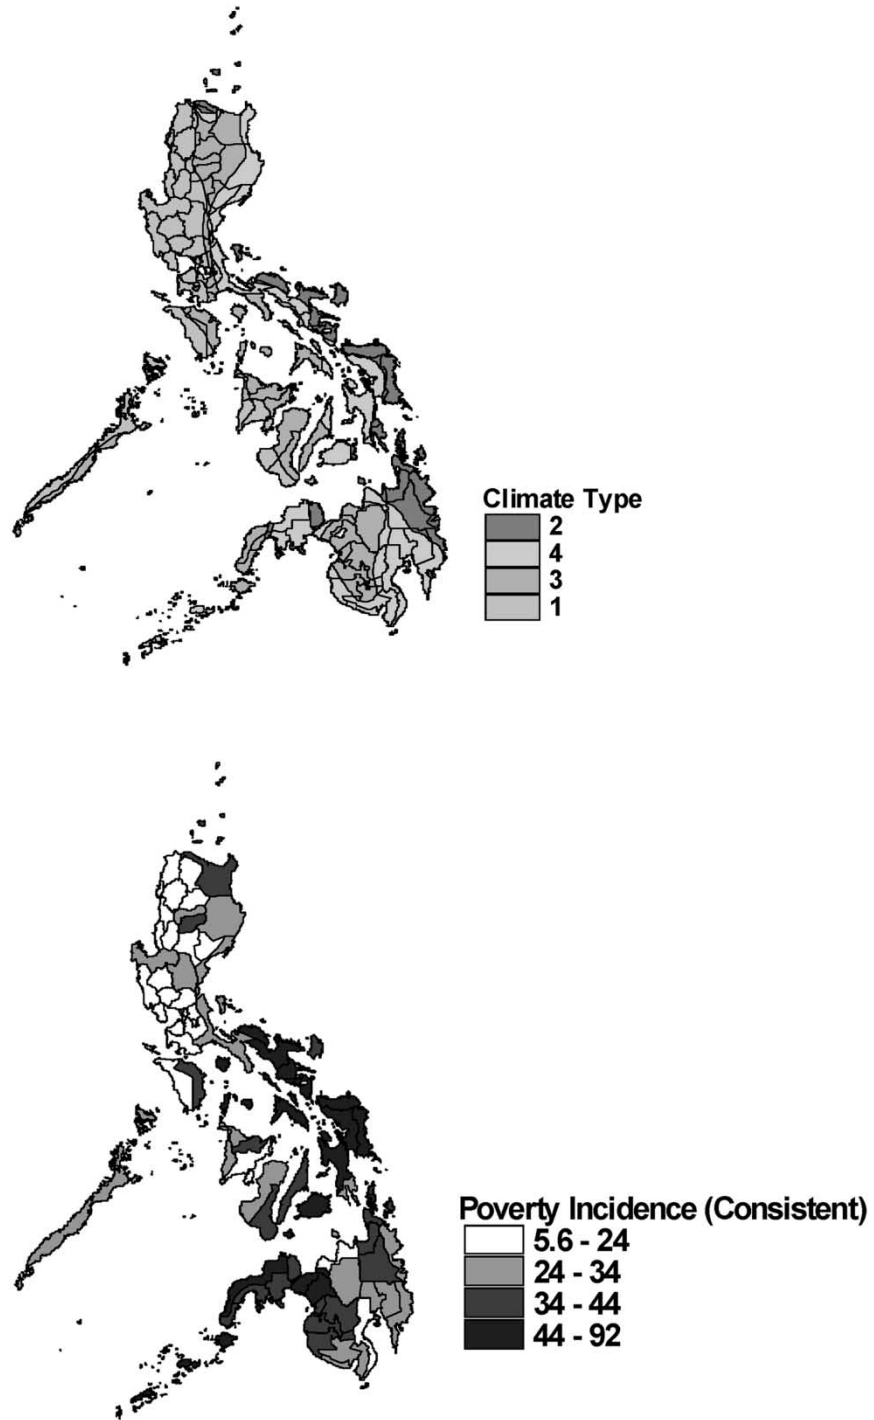 Climate Type
2
4
3
1
Poverty Incidence (Consistent)
5.6 - 24
24 - 34
34 - 44
44 - 92